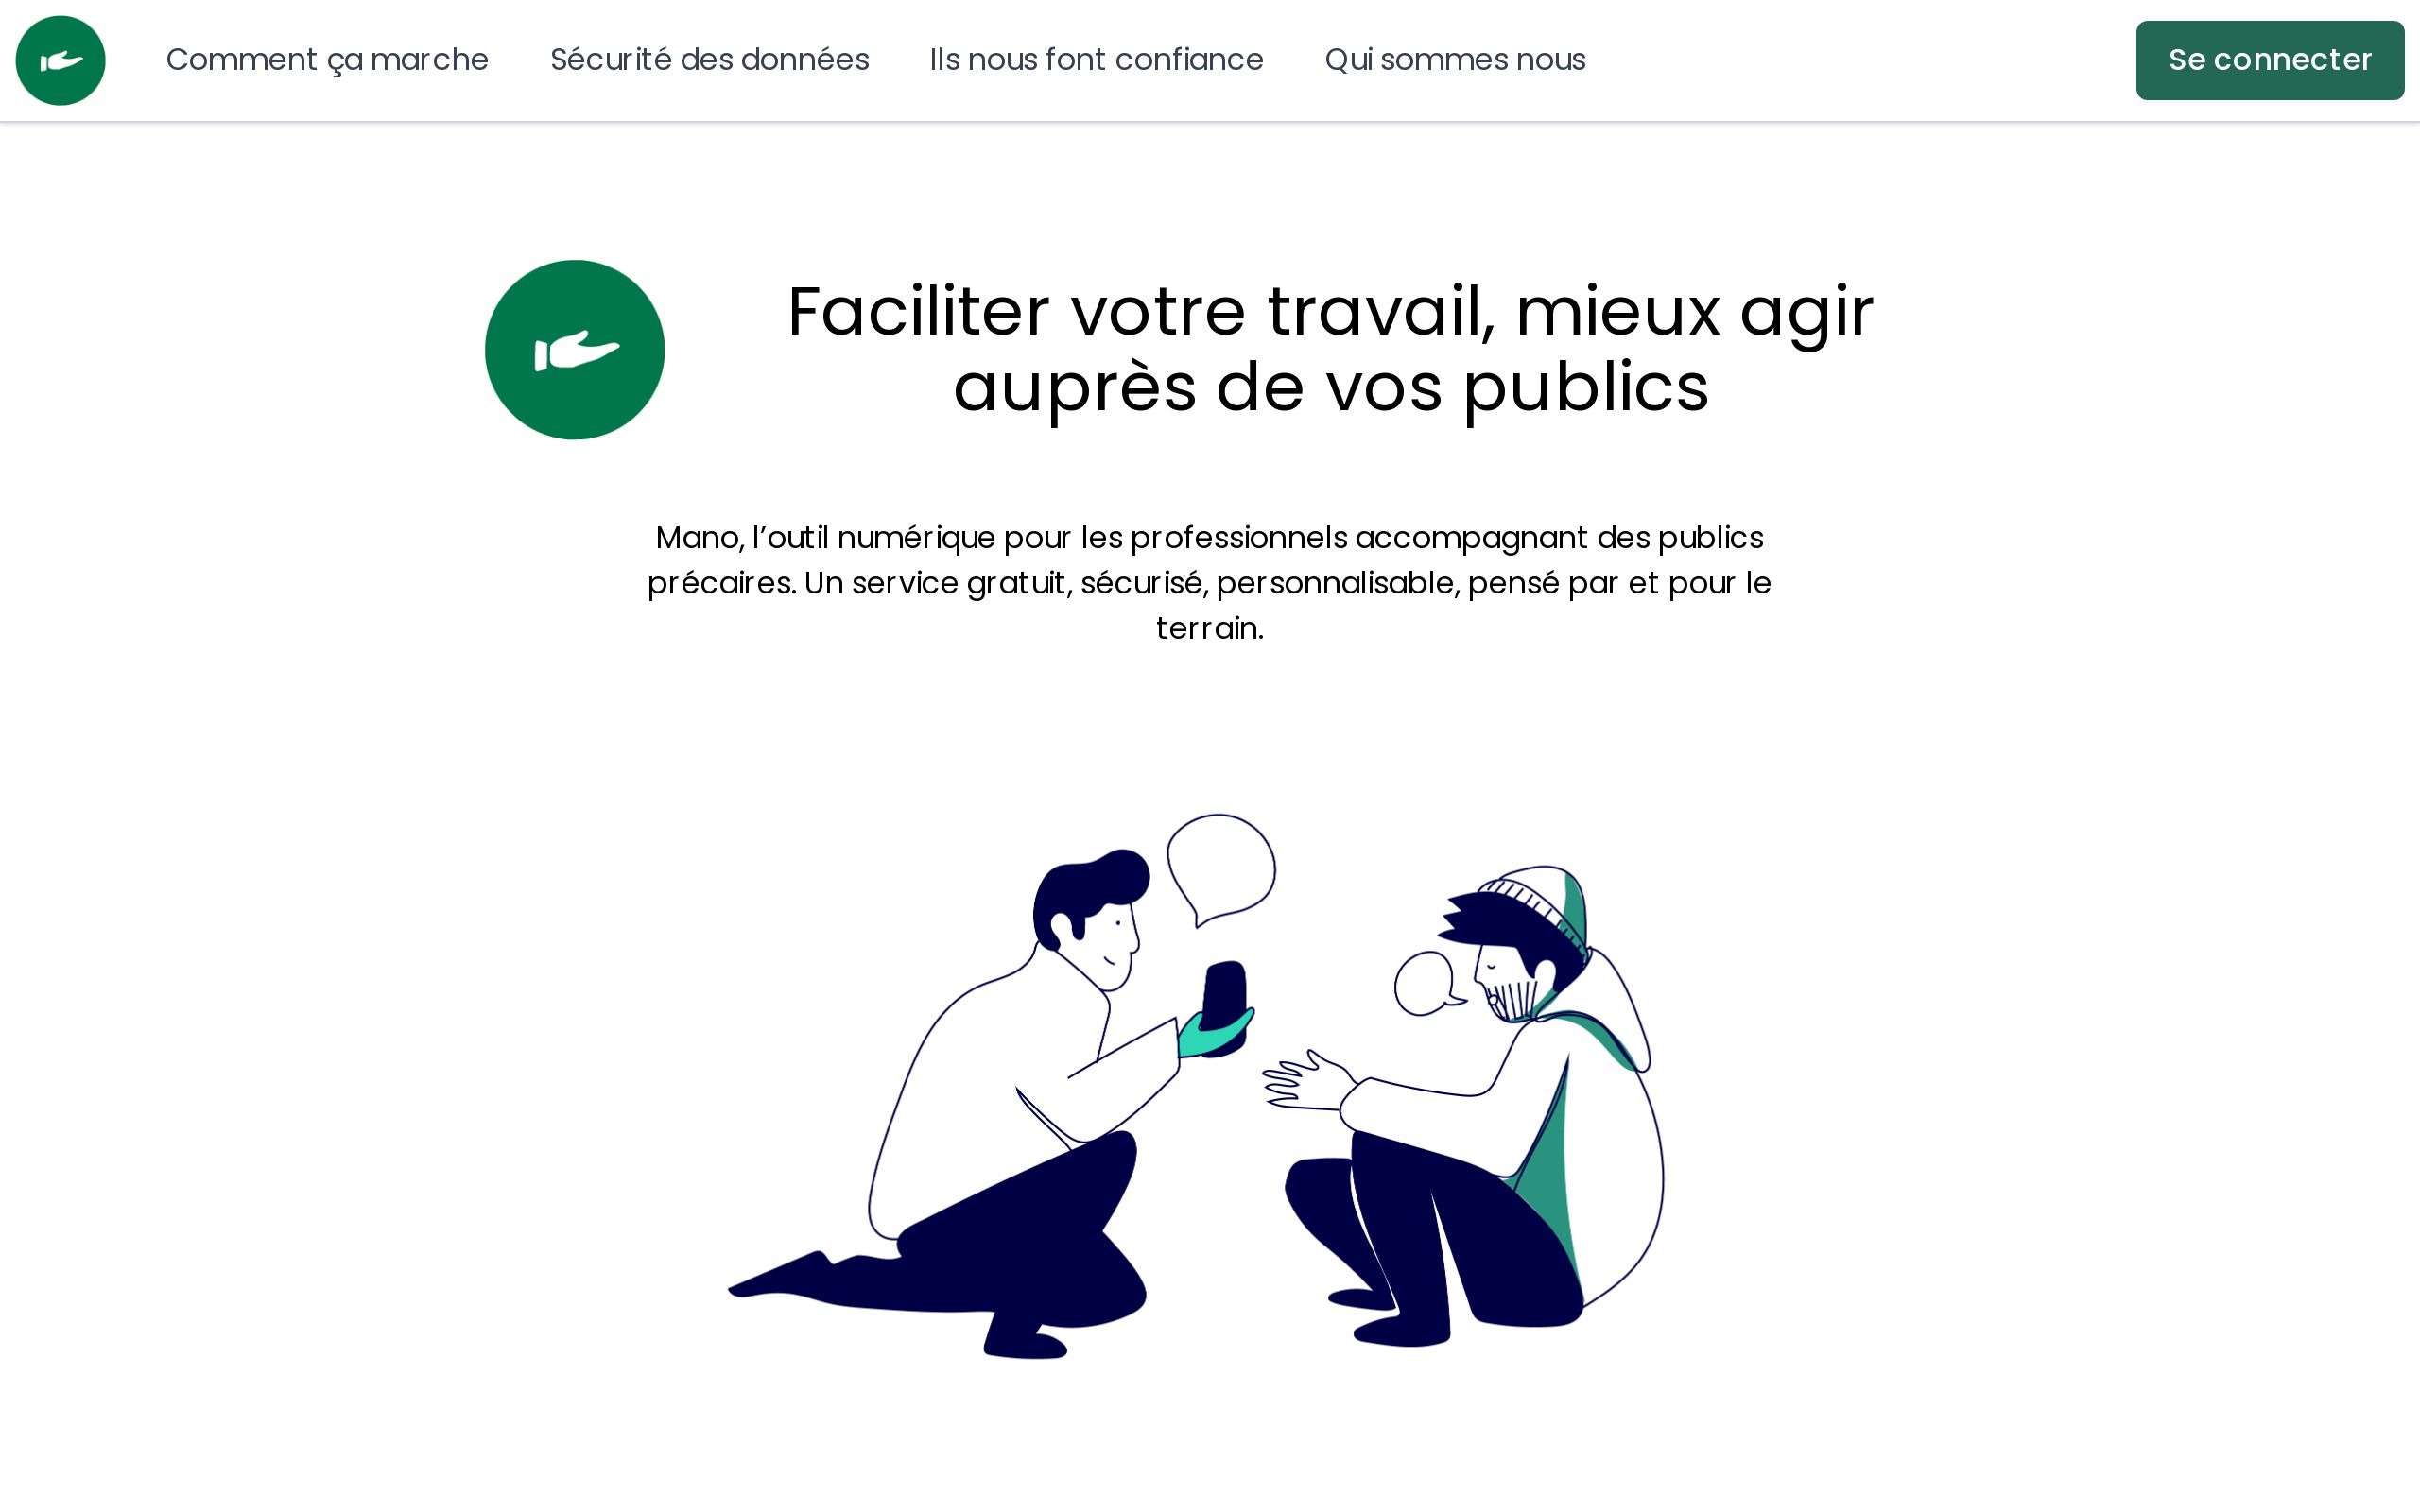 Comment ça marche
Sécurité des données
Ils nous font confiance
Qui sommes nous
Se connecter
Faciliter votre travail, mieux agir
auprès de vos publics
Mano, l’outil numérique pour les professionnels accompagnant des publics
précaires. Un service gratuit, sécurisé, personnalisable, pensé par et pour le
terrain.